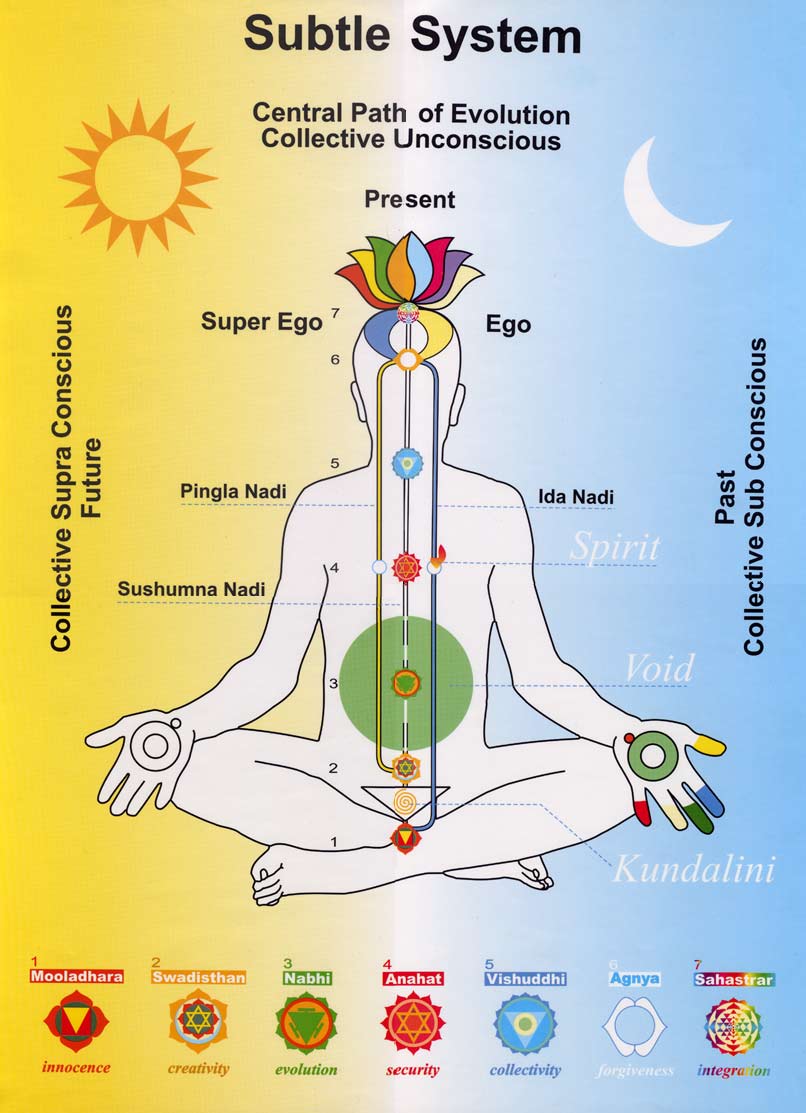 Subtle System
Central Path of Evolution
Collective Unconscious
Present
Super Ego
7
Ego
6
Collective Supra Conscious
Future
Past
Collective Sub Conscious
5
Pingla Nadi
Ida Nadi
Spirit
4
Sushumna Nadi
Void
3
2
1
Kundalini
1
Mooladhara
innocence
2
Swadisthan
creativity
3
Nabhi
evolution
4
Anahat
security
5
Vishuddhi
collectivity
6
Agnya
forgiveness
7
Sahastrar
integration